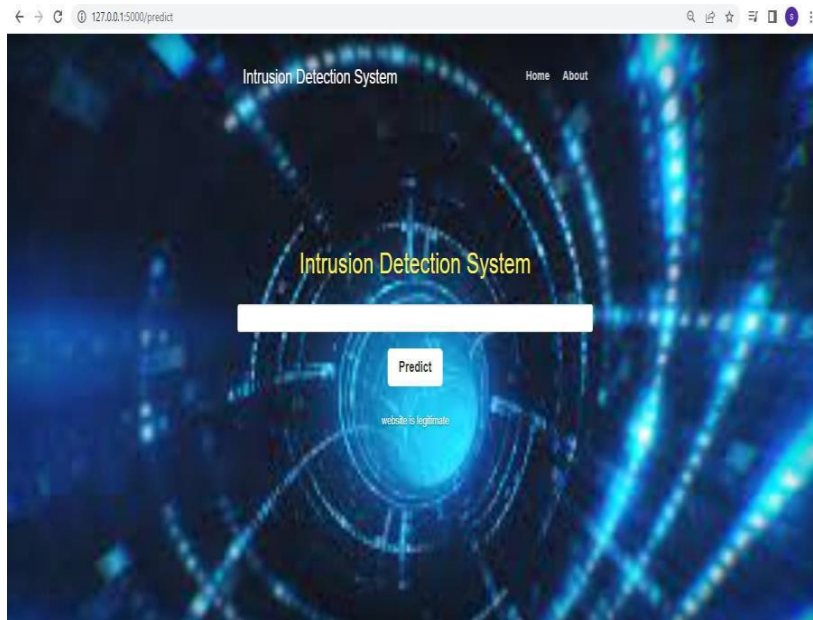 127.0.0.1:5000/predict
s
Intrusion Detection System
Home About
Intrusion Detection System
Predict
website is legitimate